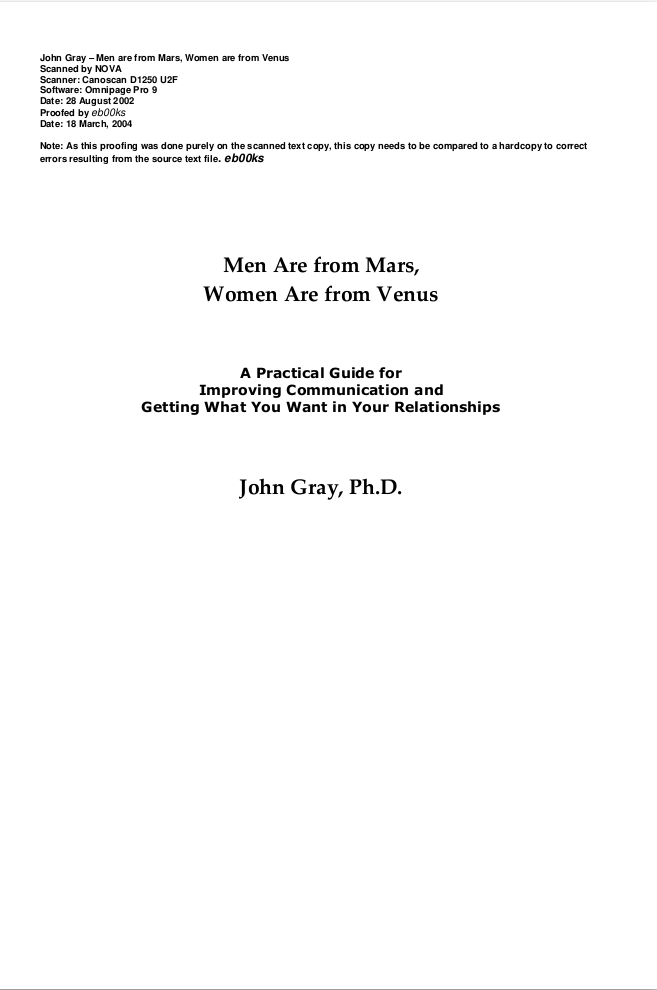 John Gray – Men are from Mars, Women are from Venus
Scanned by NOVA
Scanner: Canoscan D1250 U2F
Software: Omnipage Pro 9
Date: 28 August 2002
Proofed by eb00ks
Date: 18 March, 2004
Note: As this proofing was done purely on the scanned text copy, this copy needs to be compared to a hardcopy to correct
errors resulting from the source text file. eb00ks
Men Are from Mars,
Women Are from Venus
A Practical Guide for
Improving Communication and
Getting What You Want in Your Relationships
John Gray, Ph.D.